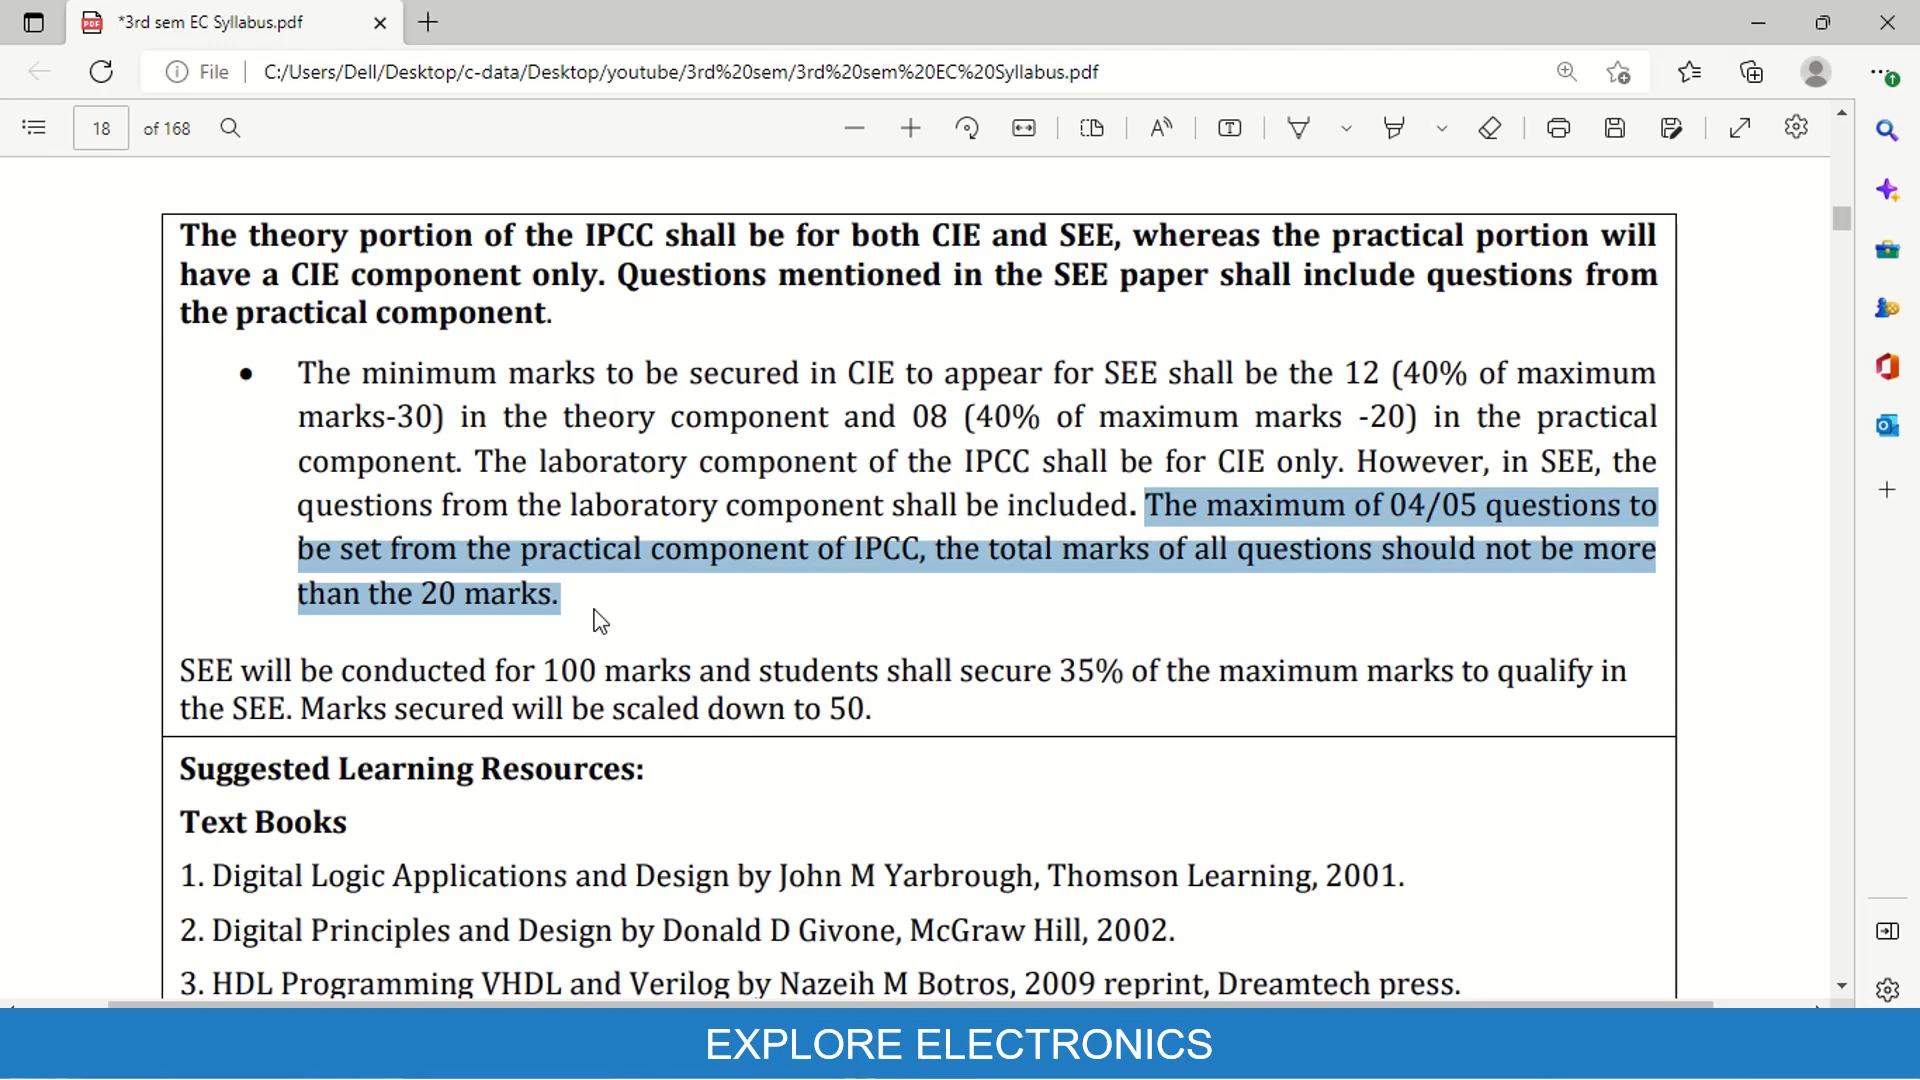 *3rd sem EC Syllabus.pdf
File
C:/Users/Dell/Desktop/c-data/Desktop/youtube/3rd%20sem/3rd%20sem%20EC%20Syllabus.pdf
18 of 168
The theory portion of the IPCC shall be for both CIE and SEE, whereas the practical portion will
have a CIE component only. Questions mentioned in the SEE paper shall include questions from
the practical component.
• The minimum marks to be secured in CIE to appear for SEE shall be the 12 (40% of maximum
marks-30) in the theory component and 08 (40% of maximum marks -20) in the practical
component. The laboratory component of the IPCC shall be for CIE only. However, in SEE, the
questions from the laboratory component shall be included. The maximum of 04/05 questions to
be set from the practical component of IPCC, the total marks of all questions should not be more
than the 20 marks.
SEE will be conducted for 100 marks and students shall secure 35% of the maximum marks to qualify in
the SEE. Marks secured will be scaled down to 50.
Suggested Learning Resources:
Text Books
1. Digital Logic Applications and Design by John M Yarbrough, Thomson Learning, 2001.
2. Digital Principles and Design by Donald D Givone, McGraw Hill, 2002.
3. HDL Programming VHDL and Verilog by Nazeih M Botros, 2009 reprint, Dreamtech press.
EXPLORE ELECTRONICS